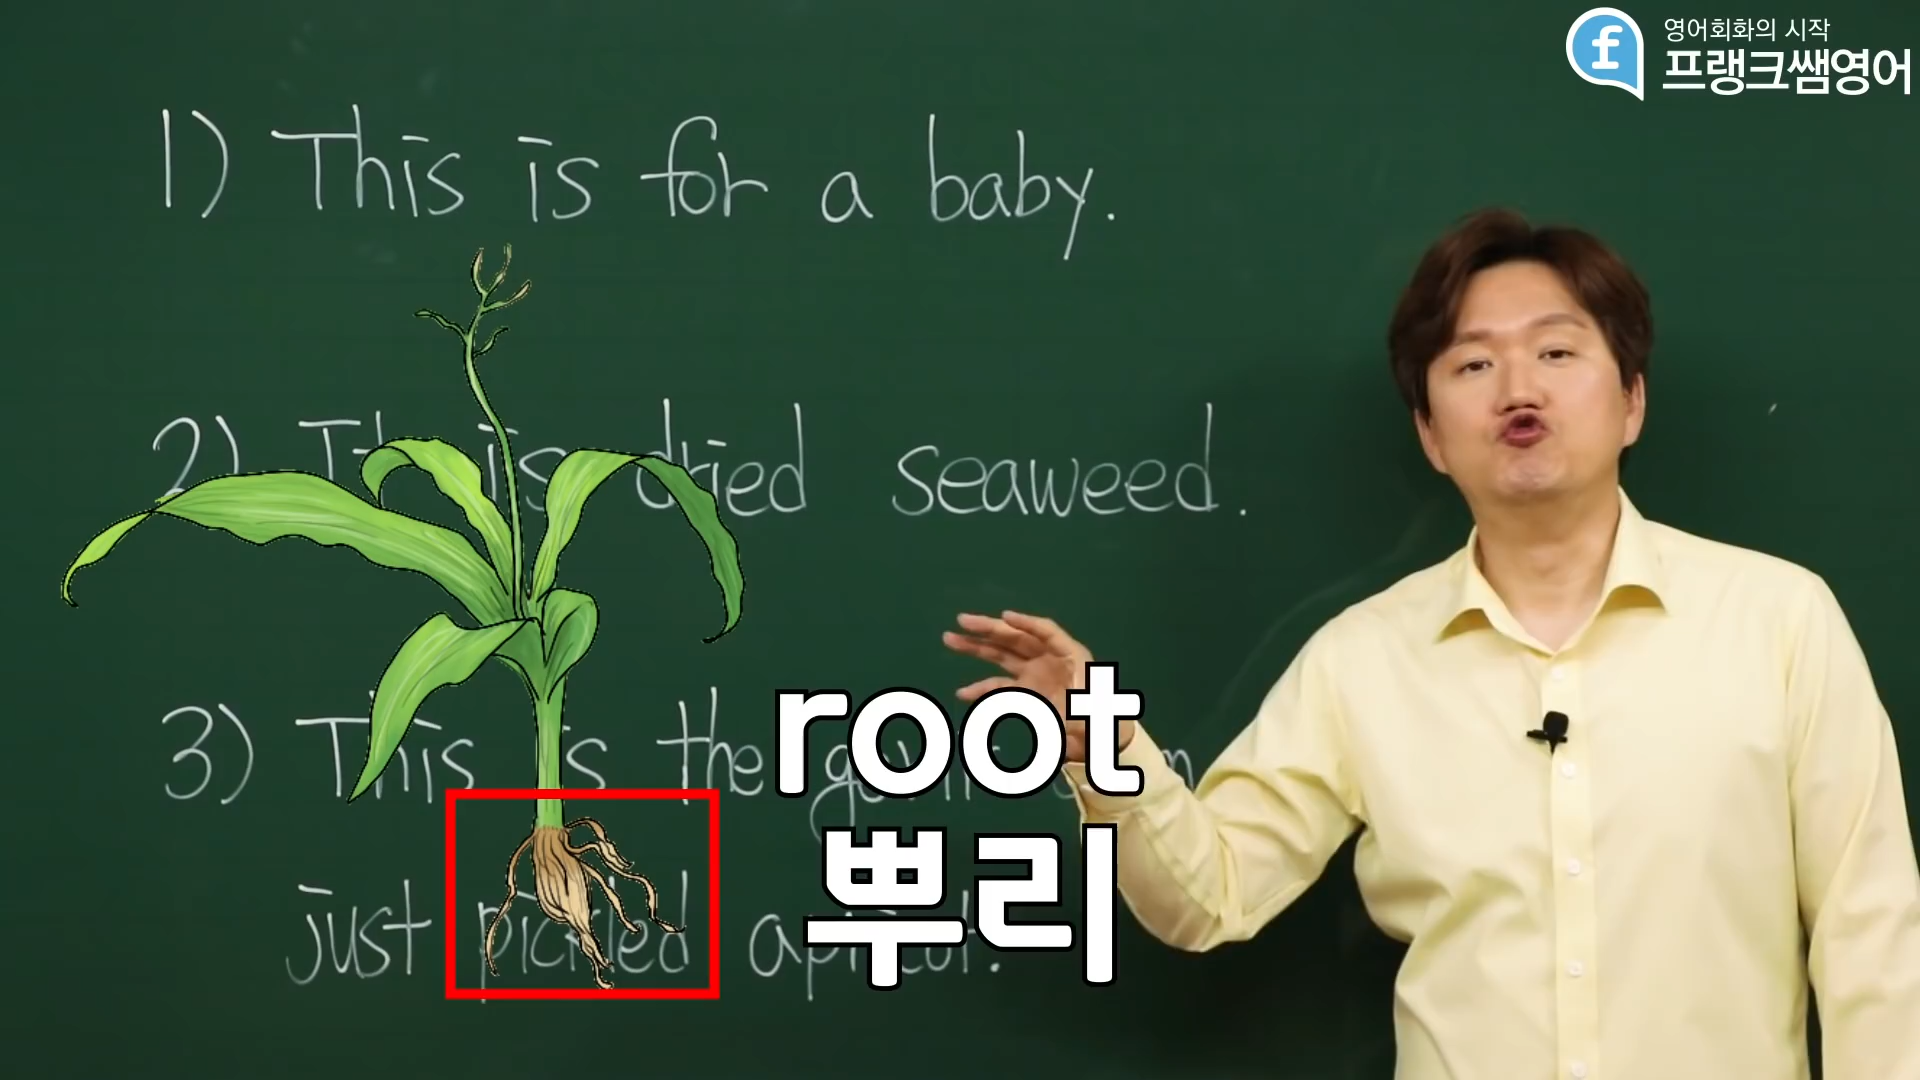 영어회화의 시작
프랭크쌤영어
1) This is for a baby.
2) It is dried seaweed.
3) This is the
just pickled apricot.
root
뿌리